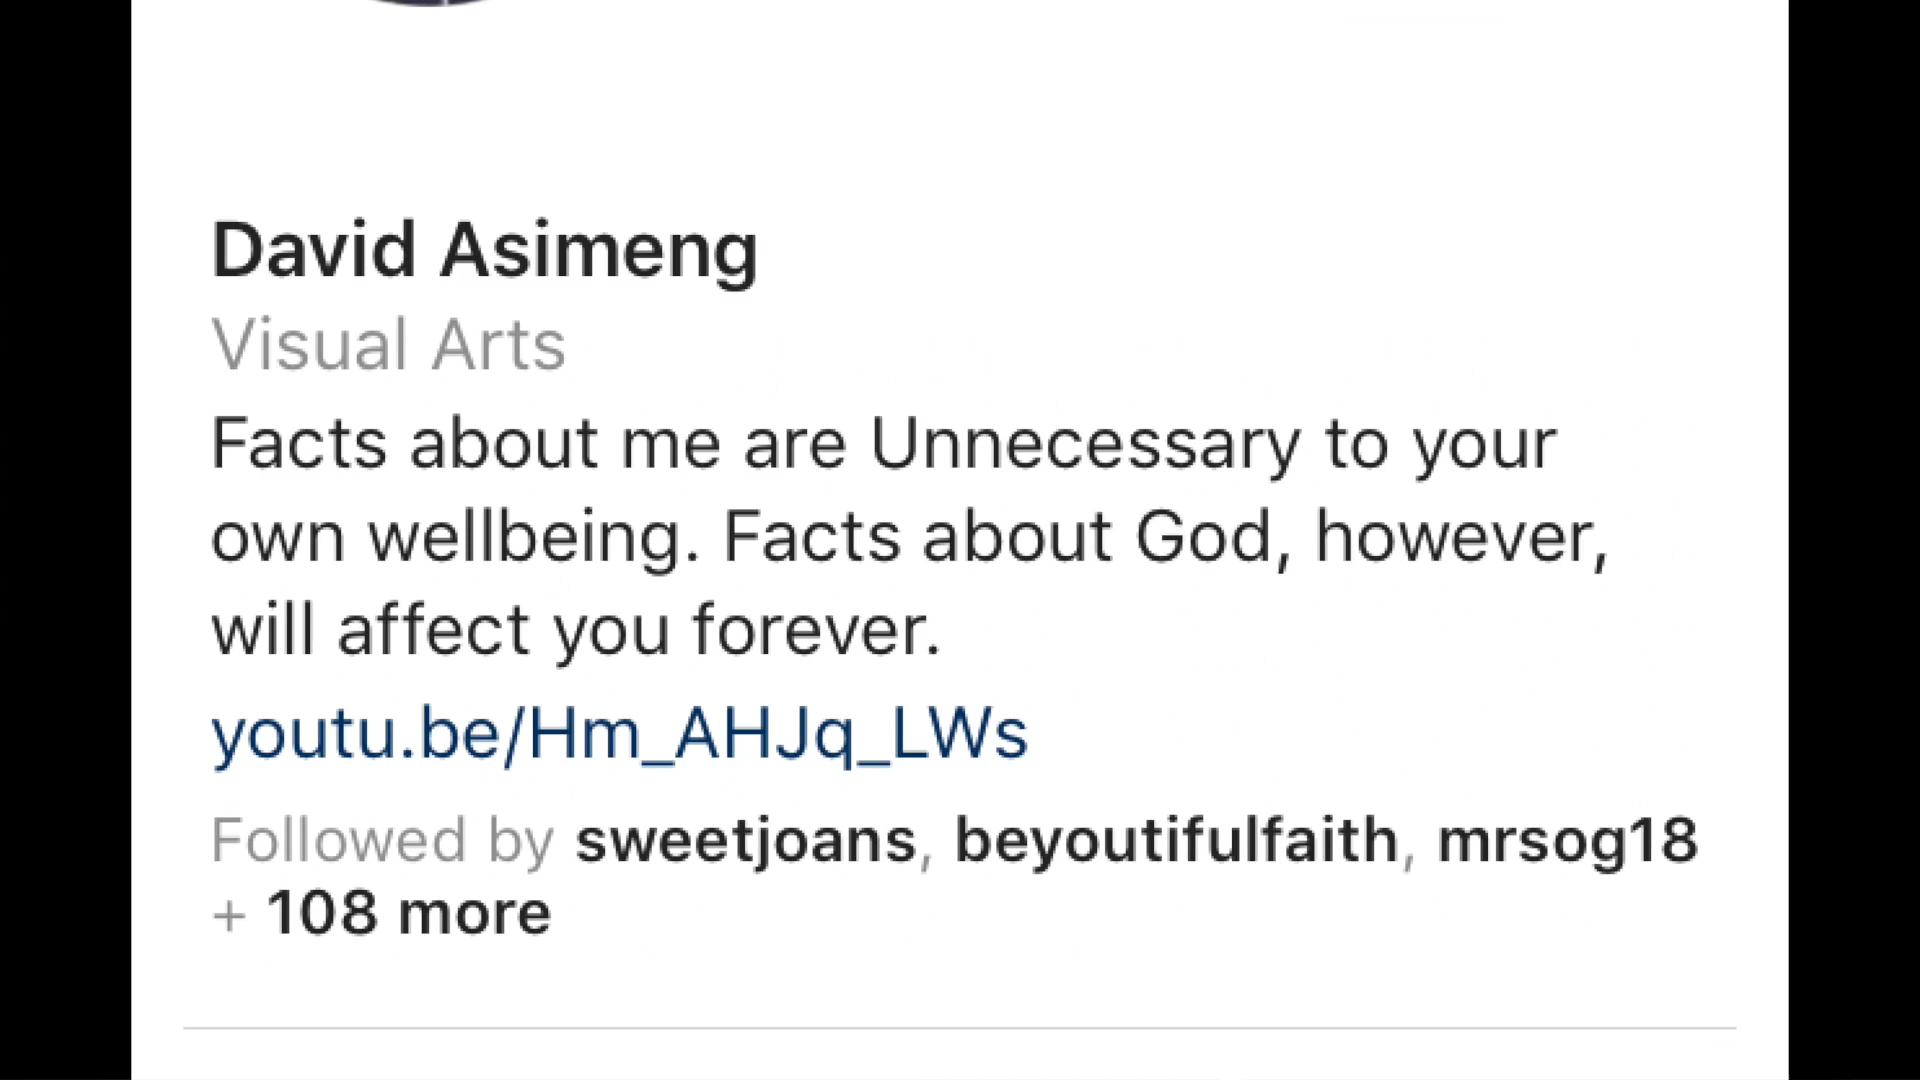 David Asimeng
Visual Arts
Facts about me are Unnecessary to your
own wellbeing. Facts about God, however,
will affect you forever.
youtu.be/Hm_AHJq_LWs
Followed by sweetjoans, beyoutifulfaith, mrsog18
+ 108 more